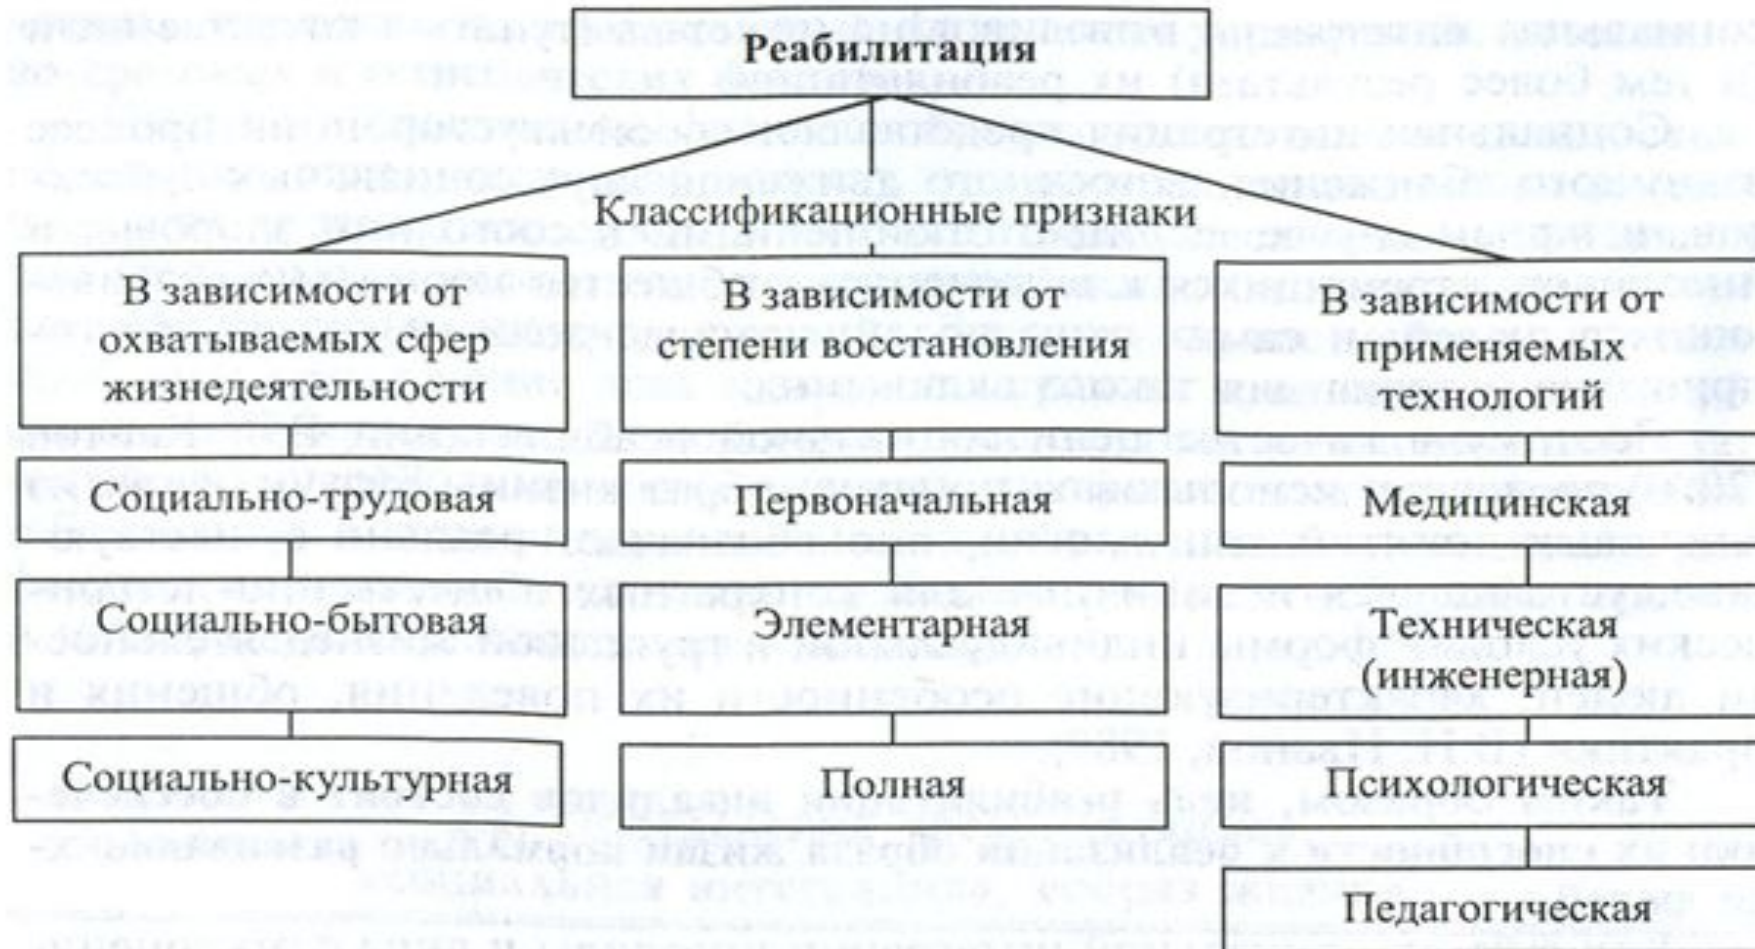 Реабилитация
Классификационные признаки
В зависимости от
охватываемых сфер
жизнедеятельности
Социально-трудовая
Социально-бытовая
Социально-культурная
В зависимости от
степени восстановления
Первоначальная
Элементарная
Полная
В зависимости от
применяемых
технологий
Медицинская
Техническая
(инженерная)
Психологическая
Педагогическая